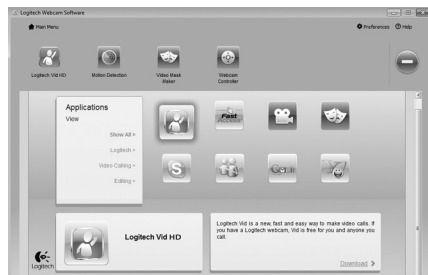 Logitech Webcam Software
Main Menu
Preferences
Help
Logitech Vid HD
Motion Detection
Video Mask
Maker
Webcam
Controller
Applications
View
Show All
Logitech
Video Calling
Editing
Fast
Access
Logitech Vid HD
Logitech Vid is a new, fast and easy way to make video calls. If
you have a Logitech webcam, Vid is free for you and anyone you
call.
Download
Logitech